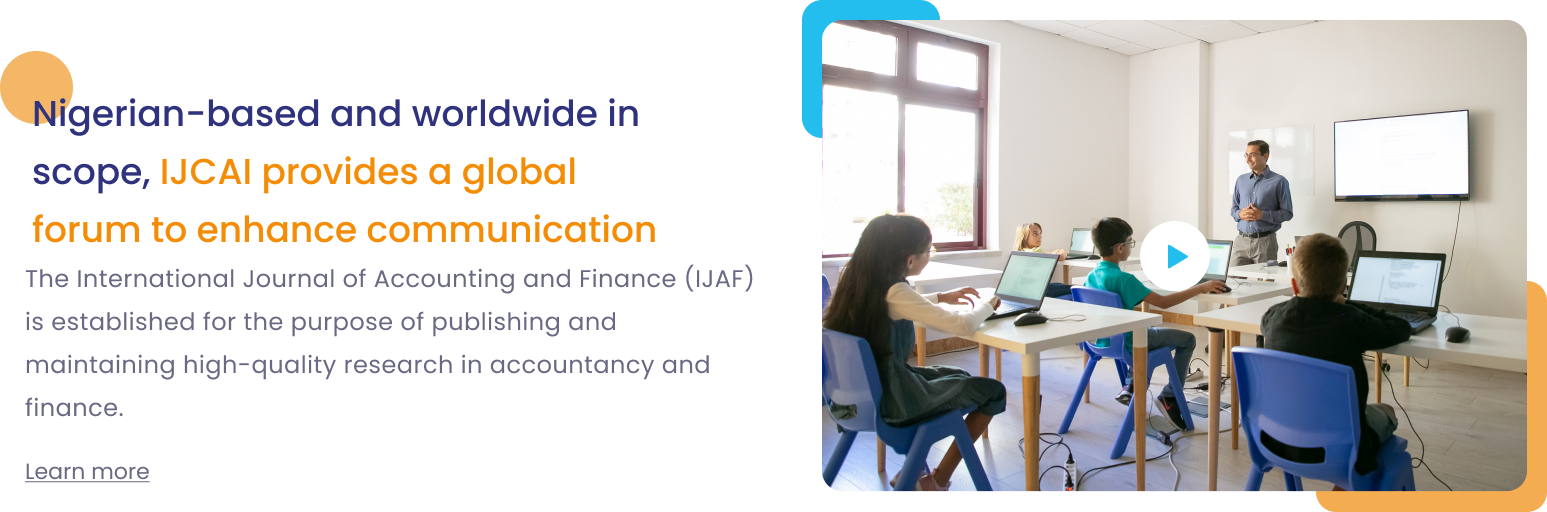 Nigerian-based and worldwide in
scope, IJCAI provides a global
forum to enhance communication
The International Journal of Accounting and Finance (IJAF)
is established for the purpose of publishing and
maintaining high-quality research in accountancy and
finance.
Learn more